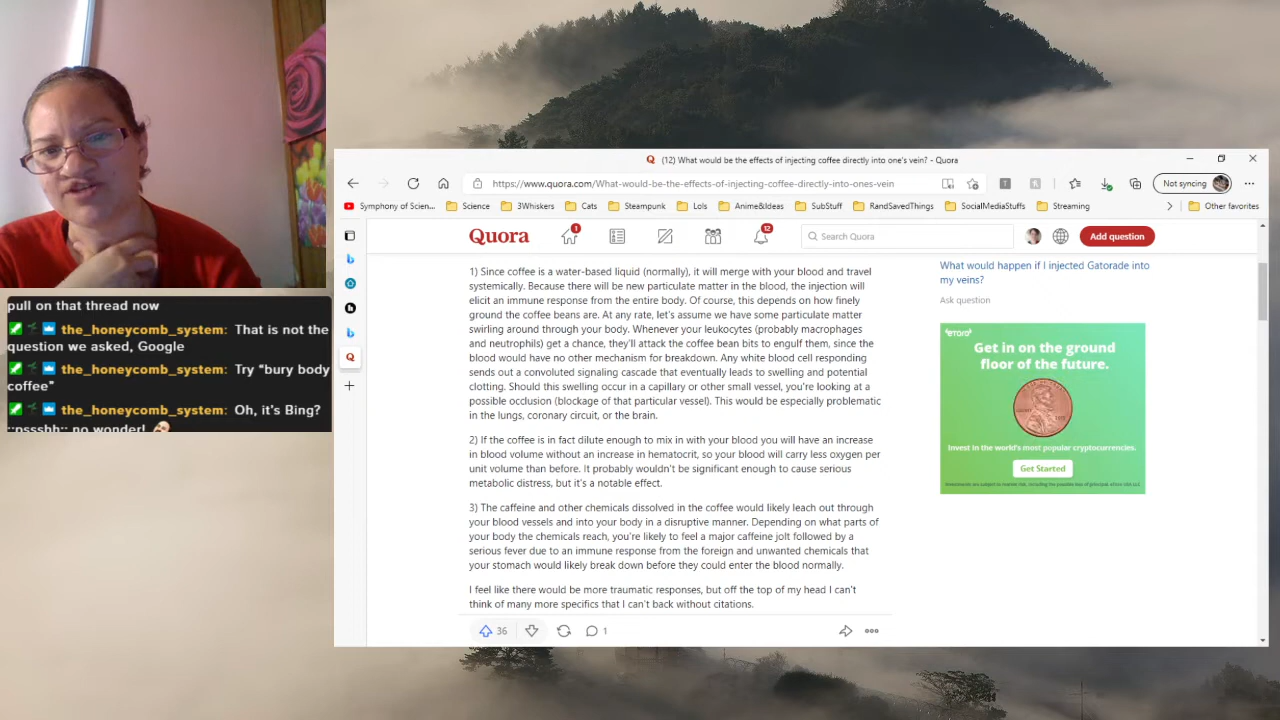 pull on that thread now
the_honeycomb_system: That is not the
question we asked, Google
the_honeycomb_system: Try “bury body
coffee”
the_honeycomb_system: Oh, it’s Bing?
::pssshh:: no wonder!
(12) What would be the effects of injecting coffee directly into one's vein? - Quora
https://www.quora.com/What-would-be-the-effects-of-injecting-coffee-directly-into-ones-vein
Not syncing
Symphony of Scien... Science 3Whiskers Cats Steampunk Lols Anime&Ideas SubStuff RandSavedThings SocialMediaStuffs Streaming Other favorites
Quora 1 12 Search Quora Add question
1) Since coffee is a water-based liquid (normally), it will merge with your blood and travel
systemically. Because there will be new particulate matter in the blood, the injection will
elicit an immune response from the entire body. Of course, this depends on how finely
ground the coffee beans are. At any rate, let's assume we have some particulate matter
swirling around through your body. Whenever your leukocytes (probably macrophages
and neutrophils) get a chance, they'll attack the coffee bean bits to engulf them, since the
blood would have no other mechanism for breakdown. Any white blood cell responding
sends out a convoluted signaling cascade that eventually leads to swelling and potential
clotting. Should this swelling occur in a capillary or other small vessel, you're looking at a
possible occlusion (blockage of that particular vessel). This would be especially problematic
in the lungs, coronary circuit, or the brain.
2) If the coffee is in fact dilute enough to mix in with your blood you will have an increase
in blood volume without an increase in hematocrit, so your blood will carry less oxygen per
unit volume than before. It probably wouldn't be significant enough to cause serious
metabolic distress, but it's a notable effect.
3) The caffeine and other chemicals dissolved in the coffee would likely leach out through
your blood vessels and into your body in a disruptive manner. Depending on what parts of
your body the chemicals reach, you're likely to feel a major caffeine jolt followed by a
serious fever due to an immune response from the foreign and unwanted chemicals that
your stomach would likely break down before they could enter the blood normally.
I feel like there would be more traumatic responses, but off the top of my head I can't
think of many more specifics that I can't back without citations.
36 1
What would happen if I injected Gatorade into
my veins?
Ask question
eToro
Get in on the ground
floor of the future.
Invest in the world's most popular cryptocurrencies.
Get Started